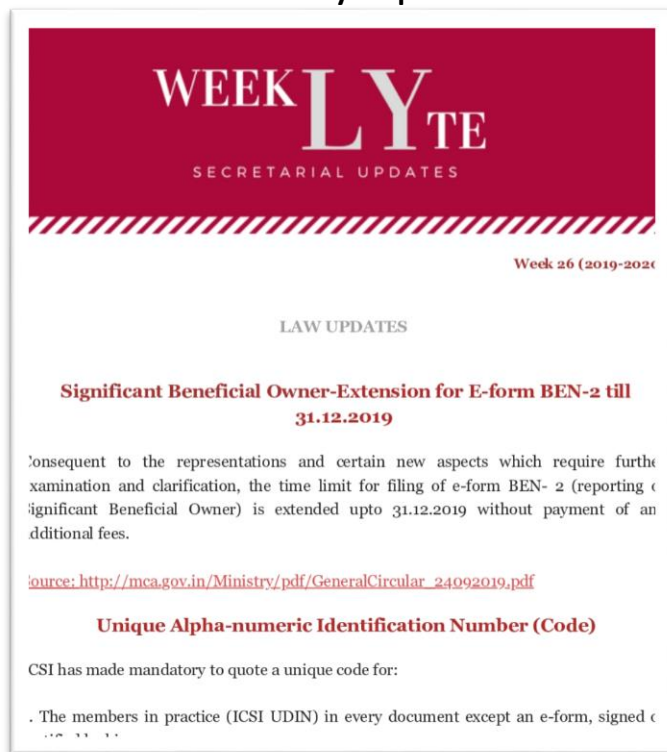 WEEK LYTE
SECRETARIAL UPDATES
Week 26 (2019-202
LAW UPDATES
Significant Beneficial Owner-Extension for E-form BEN-2 till
31.12.2019
onsequent to the representations and certain new aspects which require furthe
xamination and clarification, the time limit for filing of e-form BEN- 2 (reporting
ignificant Beneficial Owner) is extended upto 31.12.2019 without payment of an
dditional fees.
ource: http://mca.gov.in/Ministry/pdf/GeneralCircular_24092019.pdf
Unique Alpha-numeric Identification Number (Code)
CSI has made mandatory to quote a unique code for:
. The members in practice (ICSI UDIN) in every document except an e-form, signed